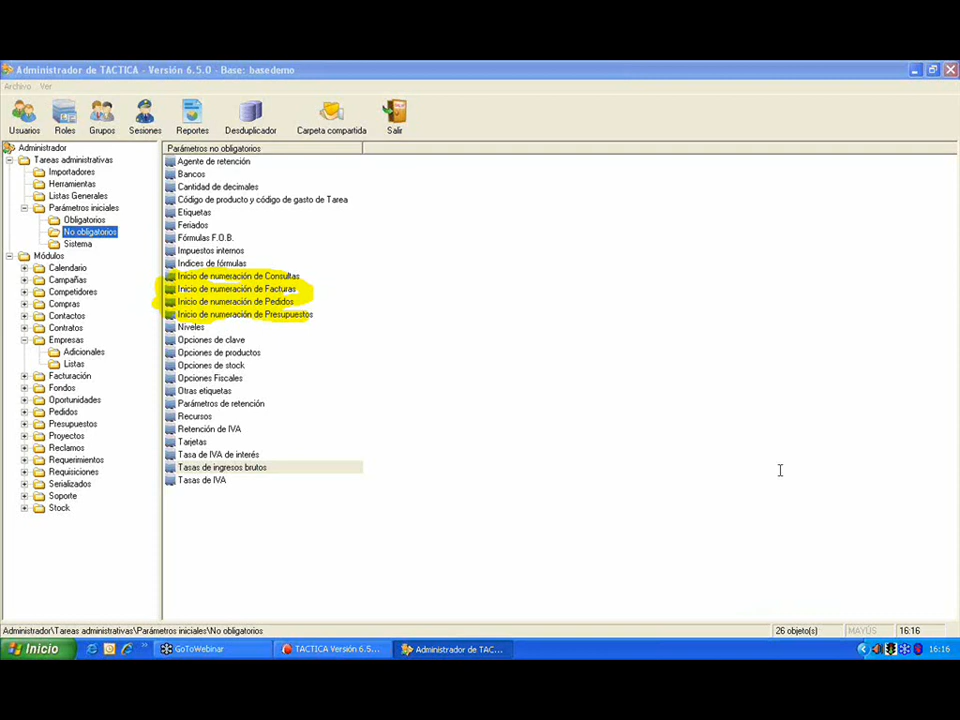 Administrador de TACTICA - Versión 6.5.0 - Base: basedemo
Archivo Ver
Usuarios Roles Grupos Sesiones Reportes Desduplicador Carpeta compartida Salir
Administrador
Tareas administrativas
Importadores
Herramientas
Listas Generales
Parámetros iniciales
Obligatorios
No obligatorios
Sistema
Módulos
Calendario
Campañas
Competidores
Compras
Contactos
Contratos
Empresas
Adicionales
Listas
Facturación
Fondos
Oportunidades
Pedidos
Presupuestos
Proyectos
Reclamos
Requerimientos
Requisiciones
Serializados
Soporte
Stock
Parámetros no obligatorios
Agente de retención
Bancos
Cantidad de decimales
Código de producto y código de gasto de Tarea
Etiquetas
Feriados
Fórmulas F.O.B.
Impuestos internos
Indices de fórmulas
Inicio de numeración de Consultas
Inicio de numeración de Facturas
Inicio de numeración de Pedidos
Inicio de numeración de Presupuestos
Niveles
Opciones de clave
Opciones de productos
Opciones de stock
Opciones Fiscales
Otras etiquetas
Parámetros de retención
Recursos
Retención de IVA
Tarjetas
Tasa de IVA de interés
Tasas de ingresos brutos
Tasas de IVA
Administrador\Tareas administrativas\Parámetros iniciales\No obligatorios 26 objeto(s) MAYÚS 16:16
Inicio GoToWebinar TACTICA Versión 6.5... Administrador de TAC... 16:16